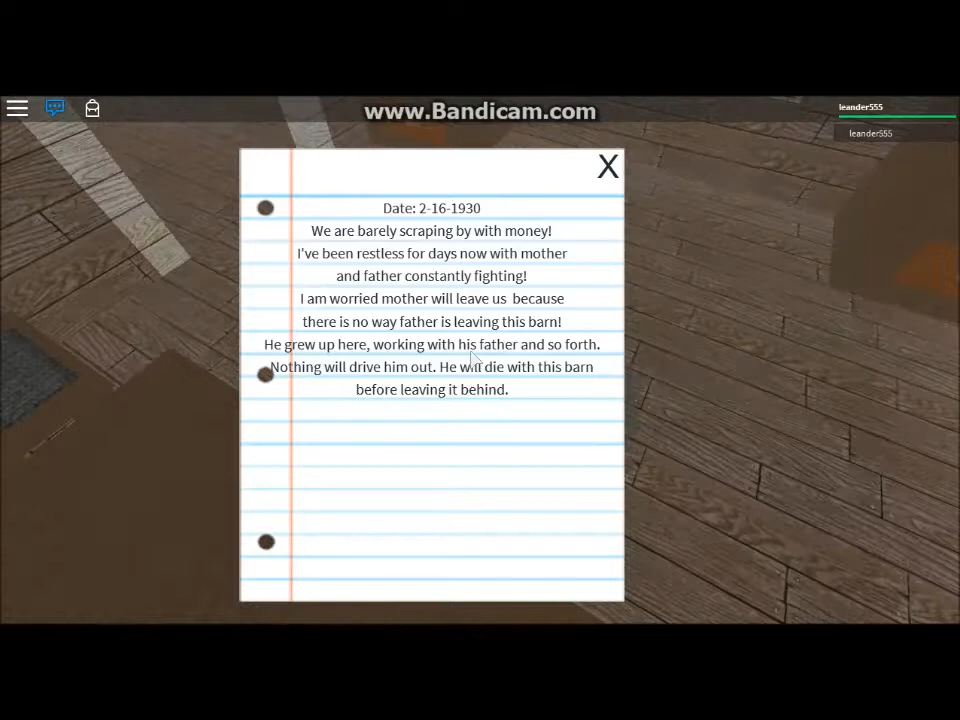 www.Bandicam.com
leander555
leander555
X
Date: 2-16-1930
We are barely scraping by with money!
I've been restless for days now with mother
and father constantly fighting!
I am worried mother will leave us  because
there is no way father is leaving this barn!
He grew up here, working with his father and so forth.
Nothing will drive him out. He will die with this barn
before leaving it behind.